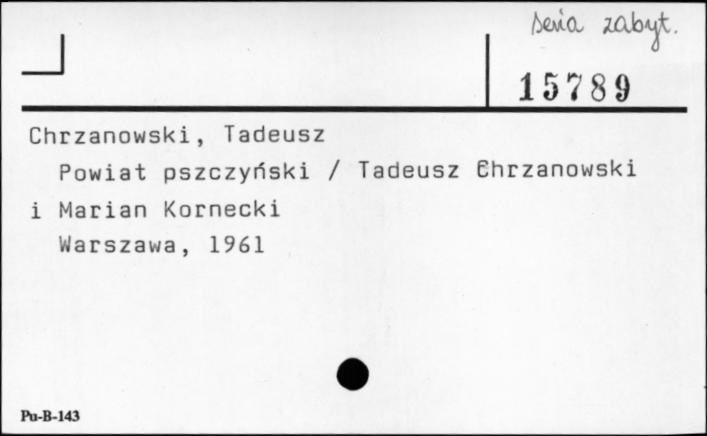 seria zabyt.
15789
Chrzanowski, Tadeusz
Powiat pszczyński / Tadeusz Chrzanowski
i Marian Kornecki
Warszawa, 1961
Pu-B-143